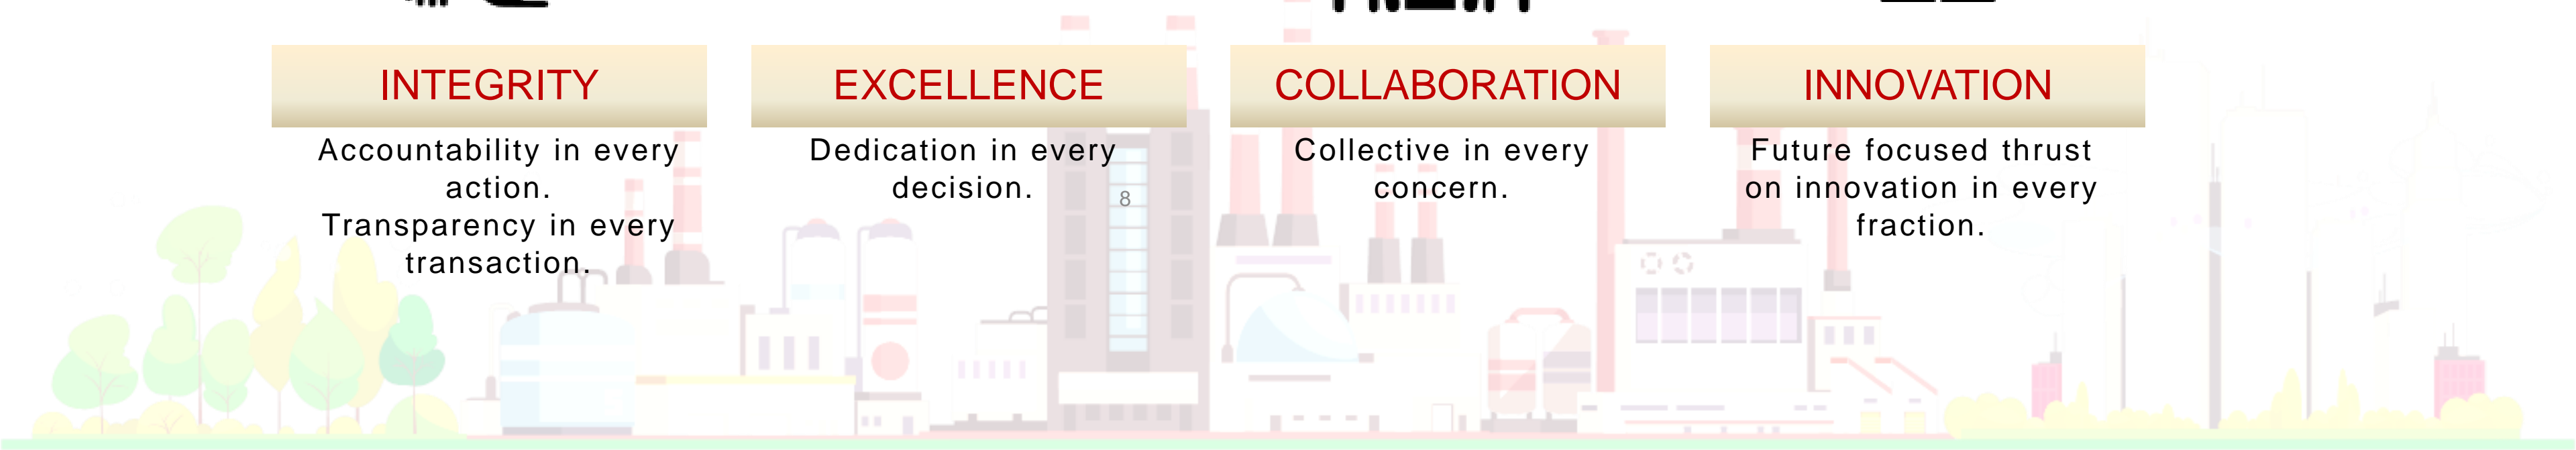 INTEGRITY
Accountability in every
action.
Transparency in every
transaction.
EXCELLENCE
Dedication in every
decision.
8
COLLABORATION
Collective in every
concern.
INNOVATION
Future focused thrust
on innovation in every
fraction.